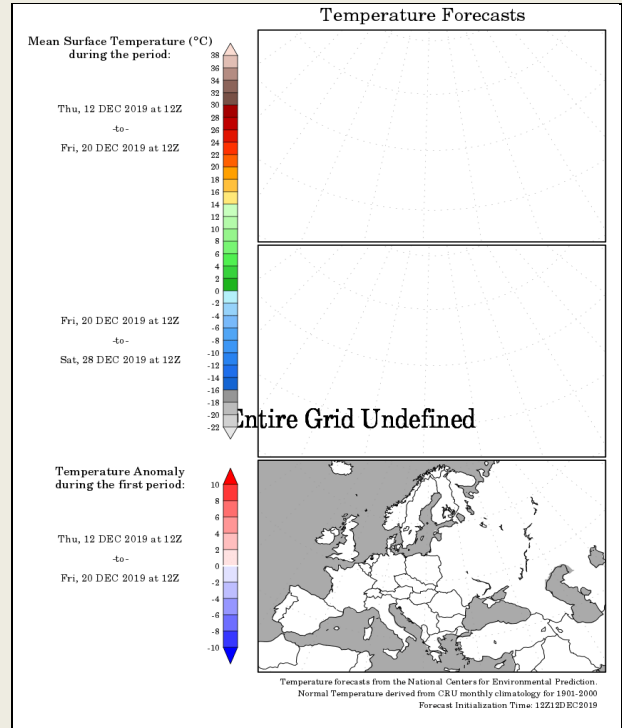 Temperature Forecasts
Mean Surface Temperature (°C)
during the period:
Thu, 12 DEC 2019 at 12Z
-to-
Fri, 20 DEC 2019 at 12Z
38
36
34
32
30
28
26
24
22
20
18
16
14
12
10
8
6
4
2
0
-2
-4
-6
-8
-10
-12
-14
-16
-18
-20
-22
Fri, 20 DEC 2019 at 12Z
-to-
Sat, 28 DEC 2019 at 12Z
Entire Grid Undefined
Temperature Anomaly
during the first period:
Thu, 12 DEC 2019 at 12Z
-to-
Fri, 20 DEC 2019 at 12Z
10
8
6
4
2
0
-2
-4
-6
-8
-10
Temperature forecasts from the National Centers for Environmental Prediction.
Normal Temperature derived from CRU monthly climatology for 1901-2000
Forecast Initialization Time: 12Z12DEC2019